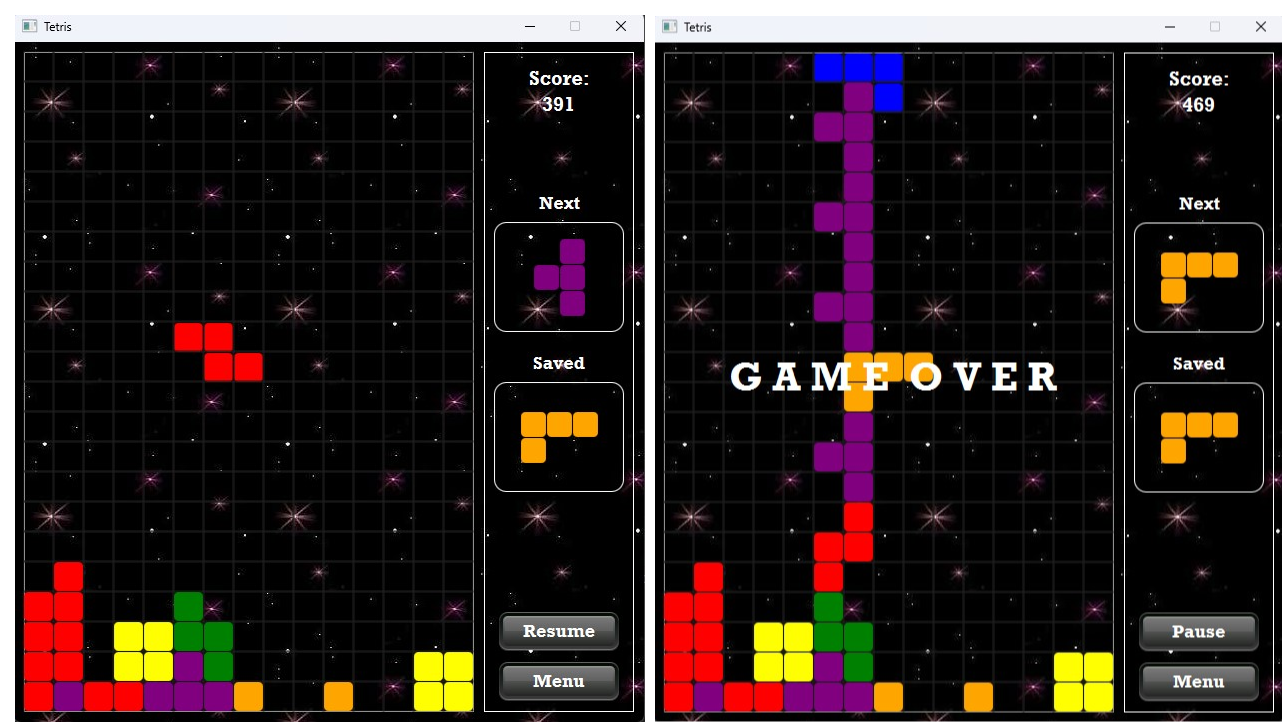 Tetris
Score:
391
Next
Saved
Resume
Menu
Tetris
Score:
469
Next
GAME OVER
Saved
Pause
Menu